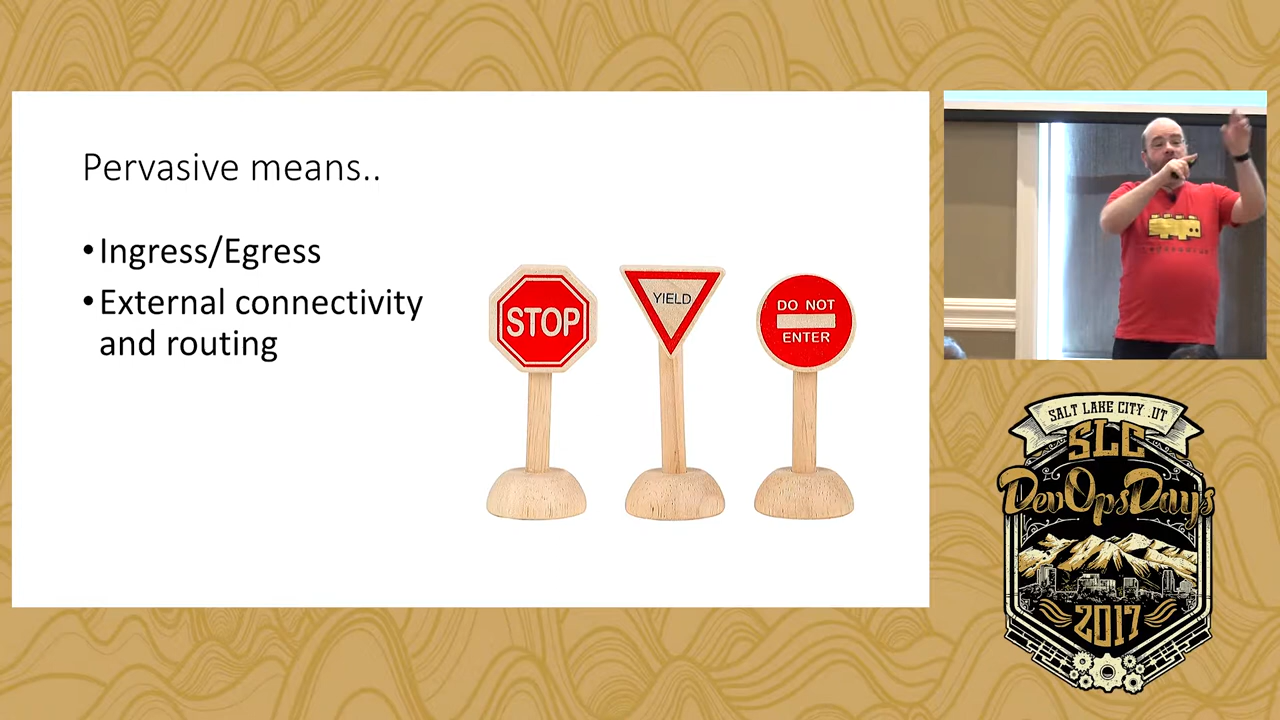 Pervasive means..
•Ingress/Egress
•External connectivity
and routing
STOP
YIELD
DO NOT
ENTER
SALT LAKE CITY .UT
SLC
DevOpsDays
2017